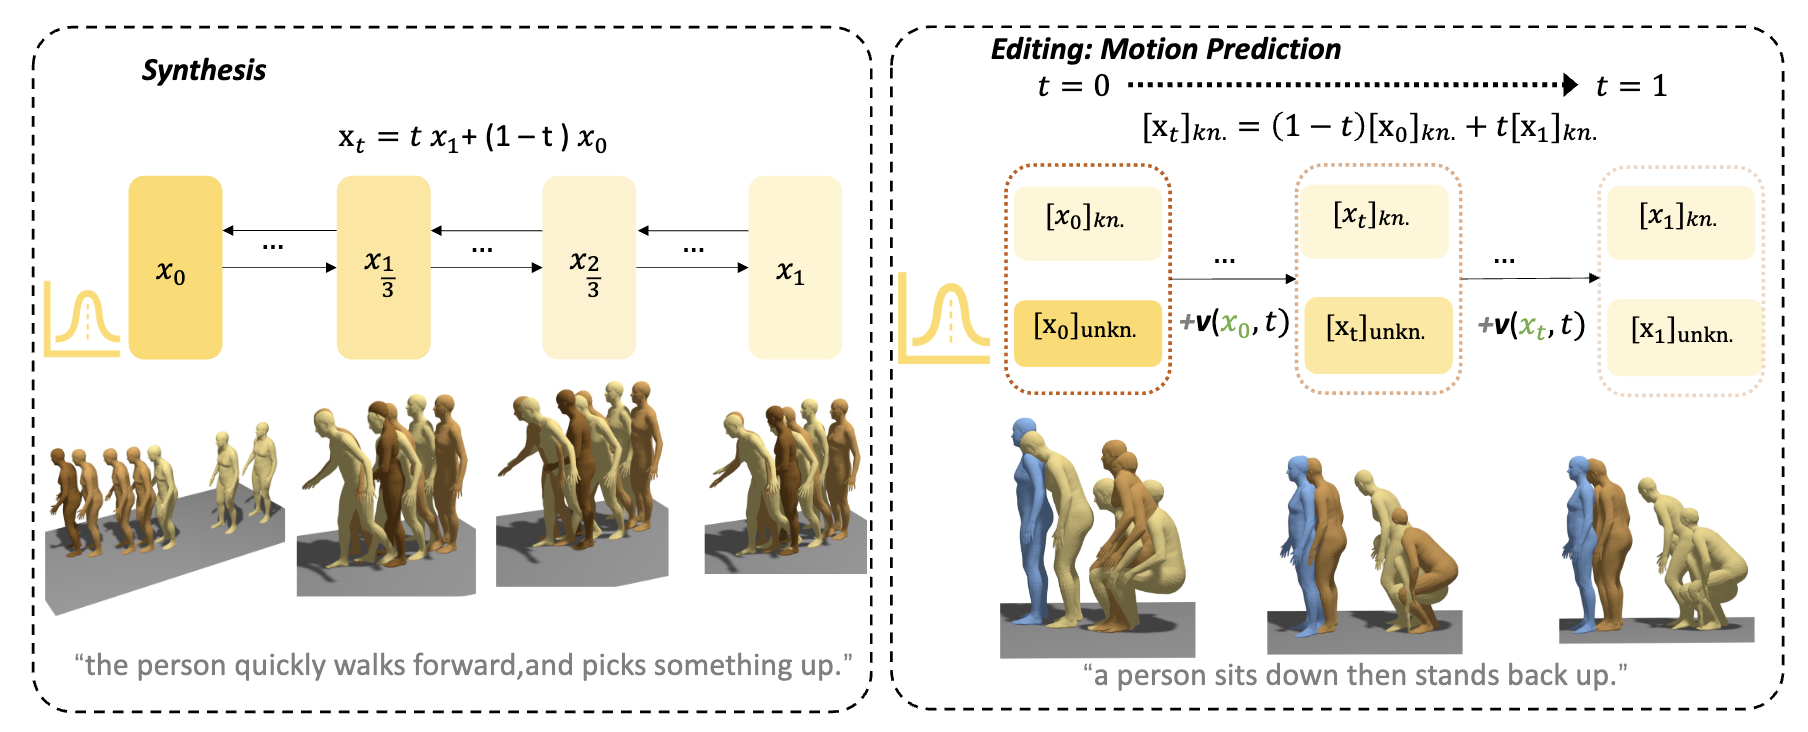 Synthesis
x_t = t x_1 + (1 – t ) x_0
x_0
...
x_{1/3}
...
x_{2/3}
...
x_1
“the person quickly walks forward,and picks something up.”
Editing: Motion Prediction
t = 0
t = 1
[x_t]_{kn.} = (1 − t)[x_0]_{kn.} + t[x_1]_{kn.}
[x_0]_{kn.}
[x_0]_{unkn.}
...
+v(x_0, t)
[x_t]_{kn.}
[x_t]_{unkn.}
...
+v(x_t, t)
[x_1]_{kn.}
[x_1]_{unkn.}
“a person sits down then stands back up.”